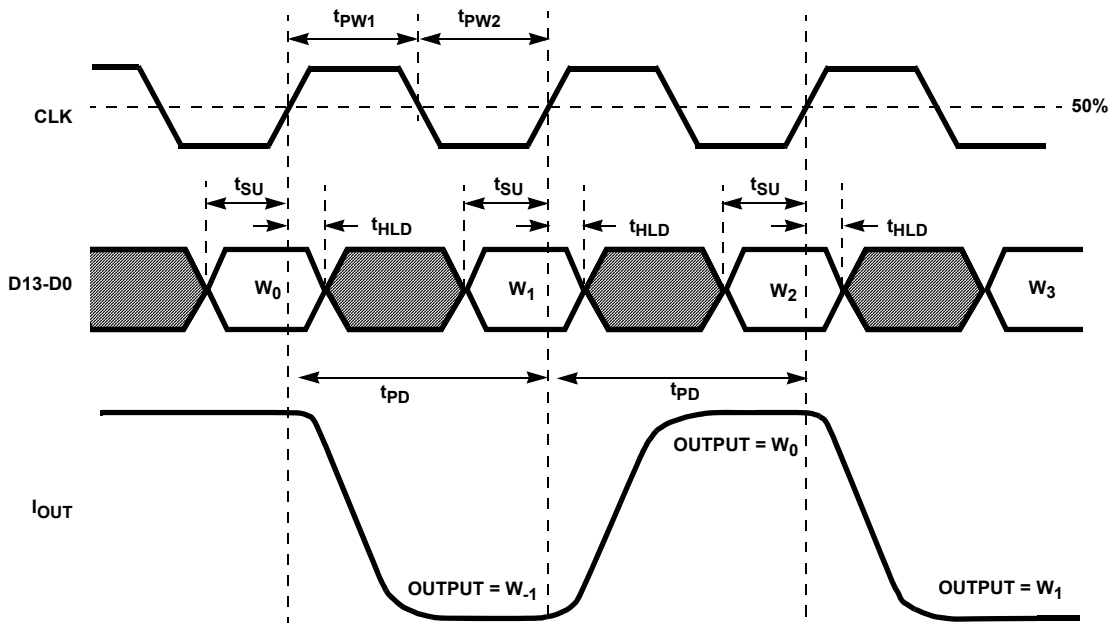 tPW1 tPW2
CLK
50%
tSU tSU tSU
tHLD tHLD tHLD
D13-D0
W0 W1 W2 W3
tPD tPD
OUTPUT = W0
IOUT
OUTPUT = W-1 OUTPUT = W1